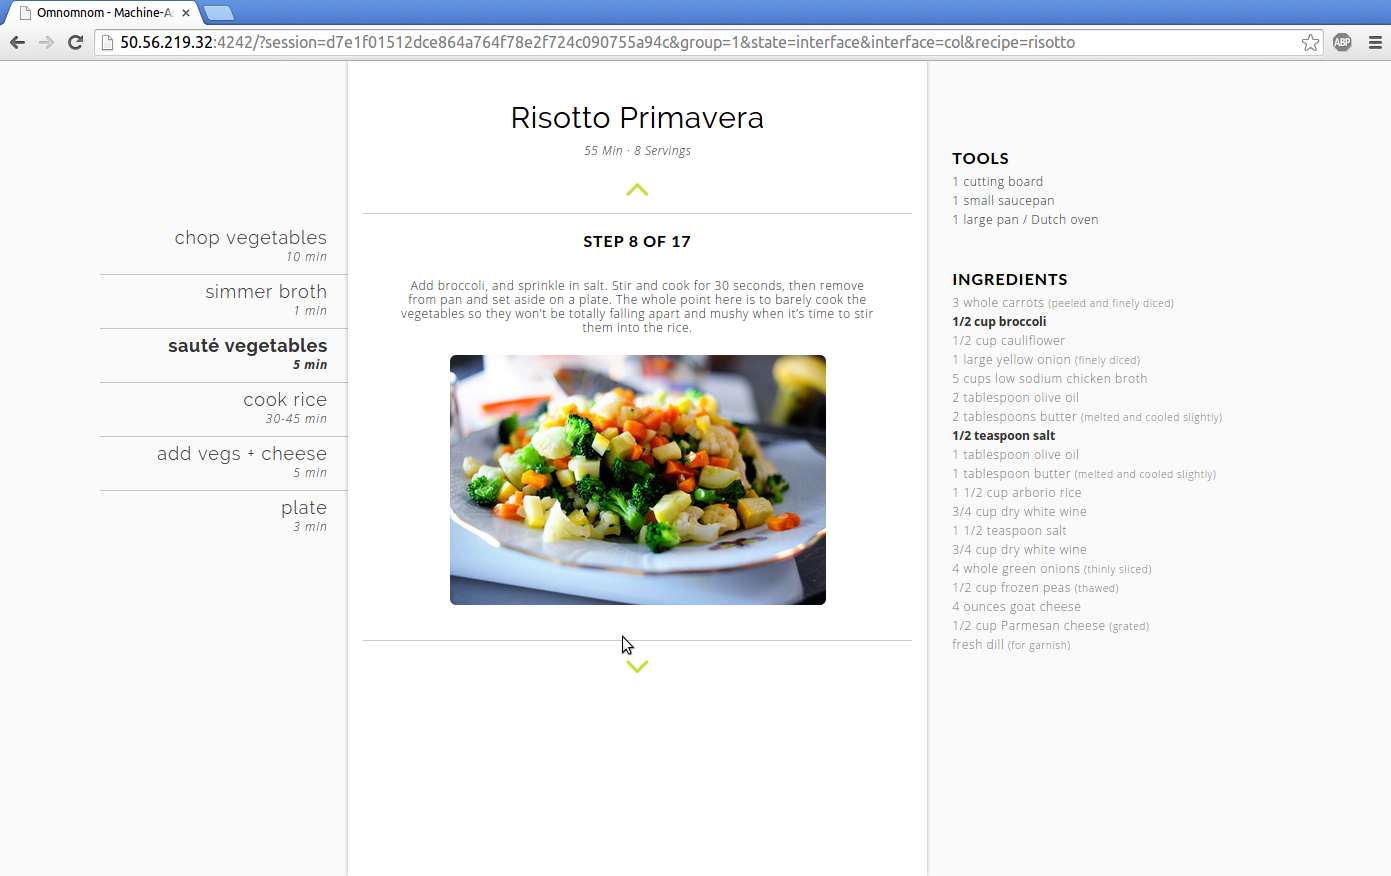 Omnomnom - Machine-A
50.56.219.32:4242/?session=d7e1f01512dce864a764f78e2f724c090755a94c&group=1&state=interface&interface=col&recipe=risotto
ABP
chop vegetables
10 min
simmer broth
1 min
sauté vegetables
5 min
cook rice
30-45 min
add vegs + cheese
5 min
plate
3 min
Risotto Primavera
55 Min · 8 Servings
STEP 8 OF 17
Add broccoli, and sprinkle in salt. Stir and cook for 30 seconds, then remove
from pan and set aside on a plate. The whole point here is to barely cook the
vegetables so they won't be totally falling apart and mushy when it’s time to stir
them into the rice.
TOOLS
1 cutting board
1 small saucepan
1 large pan / Dutch oven
INGREDIENTS
3 whole carrots (peeled and finely diced)
1/2 cup broccoli
1/2 cup cauliflower
1 large yellow onion (finely diced)
5 cups low sodium chicken broth
2 tablespoon olive oil
2 tablespoons butter (melted and cooled slightly)
1/2 teaspoon salt
1 tablespoon olive oil
1 tablespoon butter (melted and cooled slightly)
1 1/2 cup arborio rice
3/4 cup dry white wine
1 1/2 teaspoon salt
3/4 cup dry white wine
4 whole green onions (thinly sliced)
1/2 cup frozen peas (thawed)
4 ounces goat cheese
1/2 cup Parmesan cheese (grated)
fresh dill (for garnish)